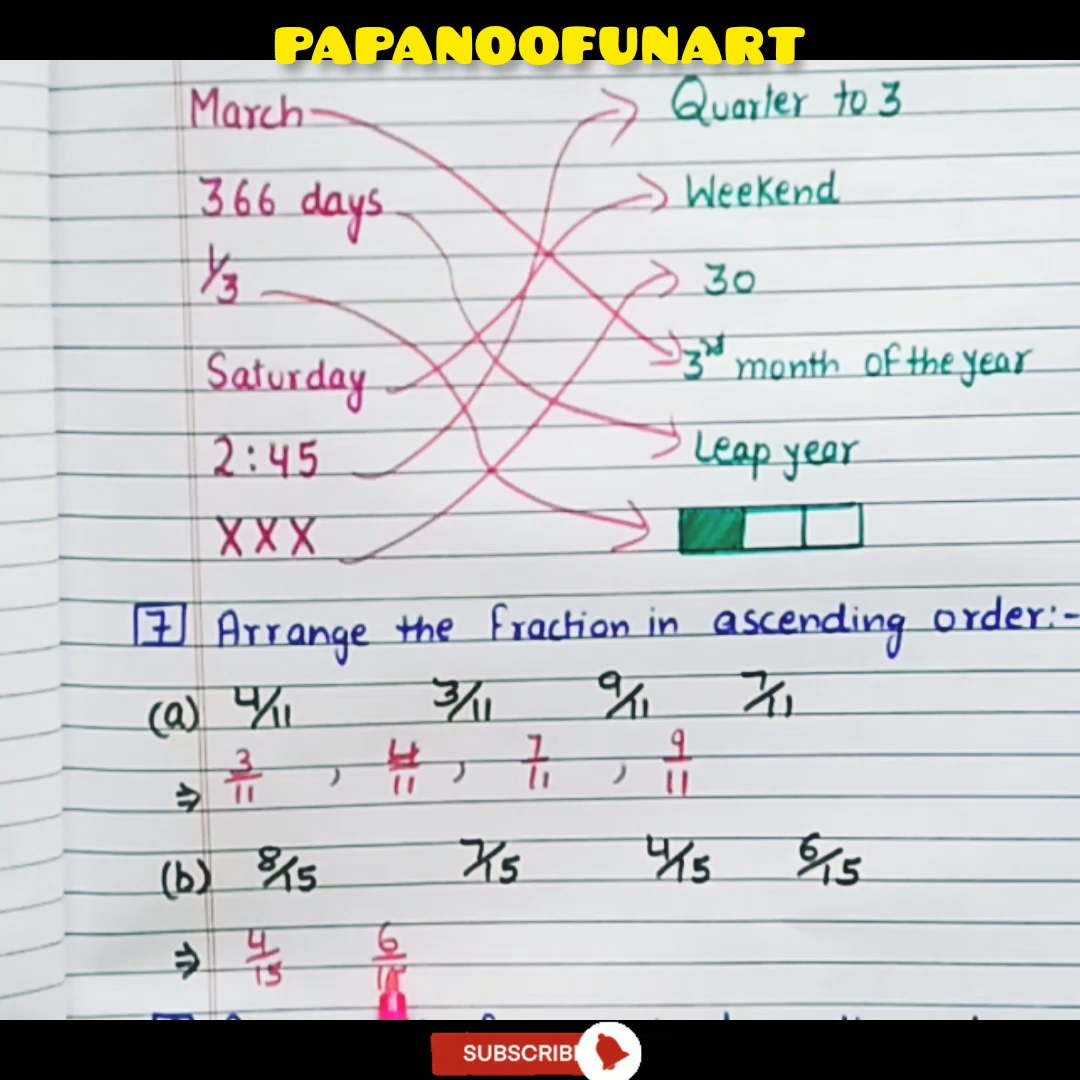 PAPANOOFUNART
March Quarter to 3
366 days Weekend
1/3 30
Saturday 3rd month of the year
2:45 Leap year
XXX
7 Arrange the fraction in ascending order:-
(a) 4/11 3/11 9/11 7/11
⇒ 3/11 , 4/11 , 7/11 , 9/11
(b) 8/15 7/15 4/15 6/15
⇒ 4/15 6/1
SUBSCRIB